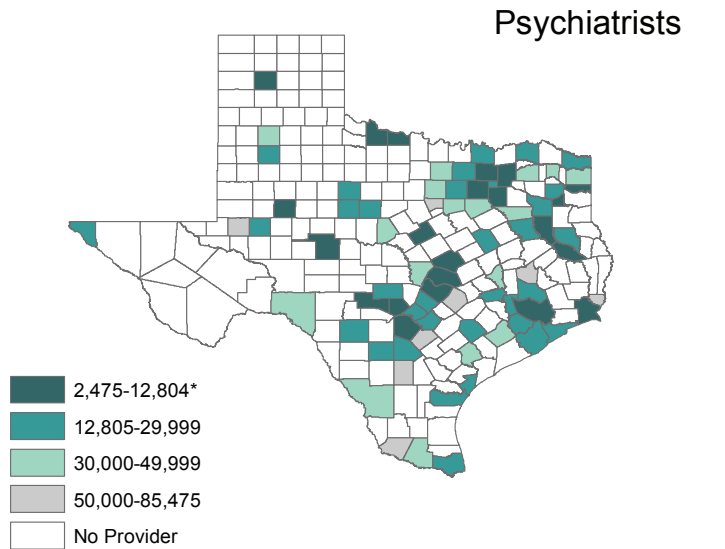 Psychiatrists
2,475-12,804*
12,805-29,999
30,000-49,999
50,000-85,475
No Provider